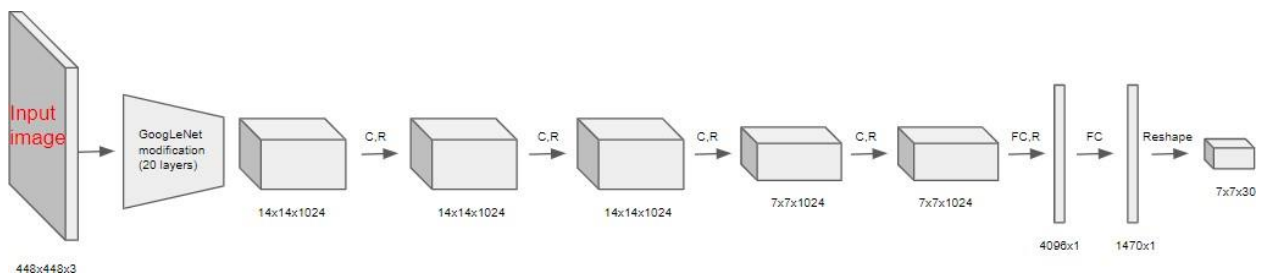 Input
image
448x448x3
GoogLeNet
modification
(20 layers)
14x14x1024
C,R
14x14x1024
C,R
14x14x1024
C,R
7x7x1024
C,R
7x7x1024
FC,R
4096x1
FC
1470x1
Reshape
7x7x30